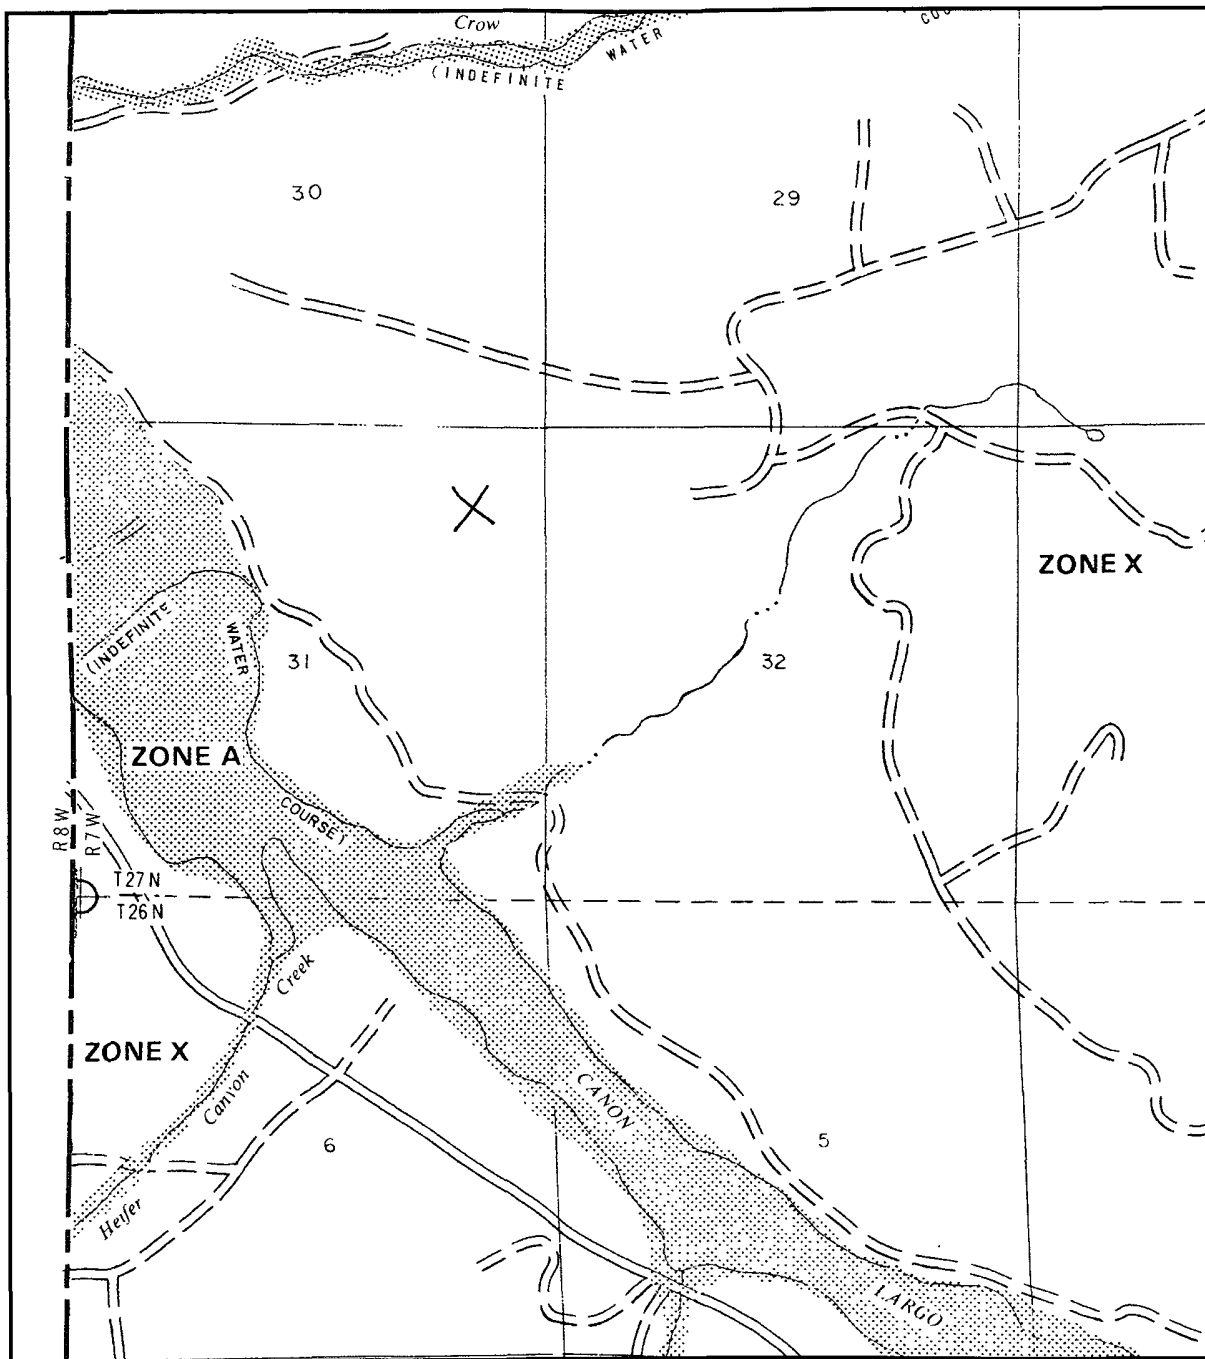 Crow
WATER
(INDEFINITE
30
29
ZONE X
(INDEFINITE
WATER
31
32
ZONE A
COURSE)
R8W
R7W
T27N
T26N
Creek
ZONE X
Canyon
CANON
6
5
Heifer
LARGO